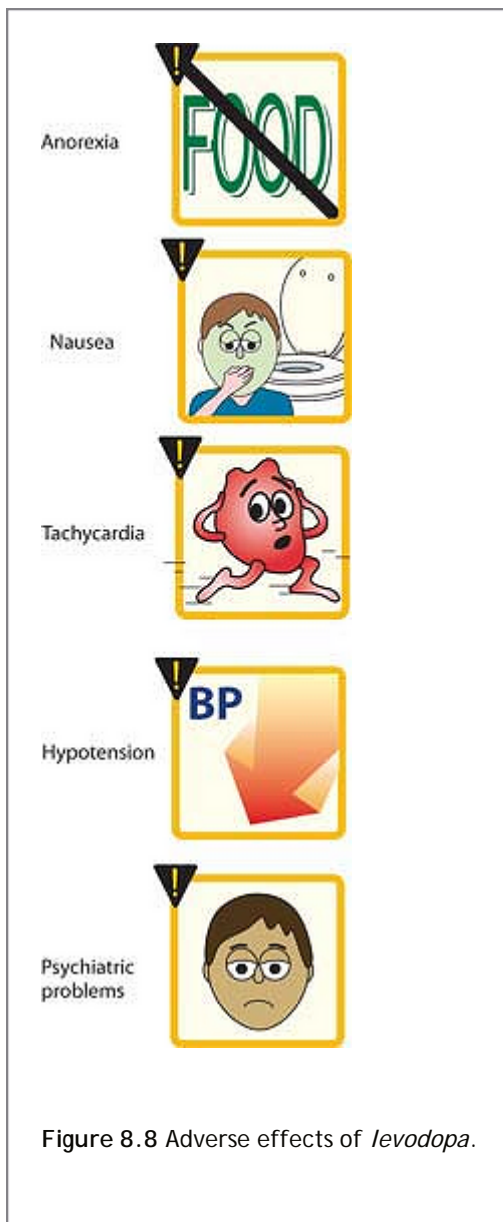 !
Anorexia
FOOD
!
Nausea
!
Tachycardia
!
BP
Hypotension
!
Psychiatric
problems
Figure 8.8 Adverse effects of levodopa.